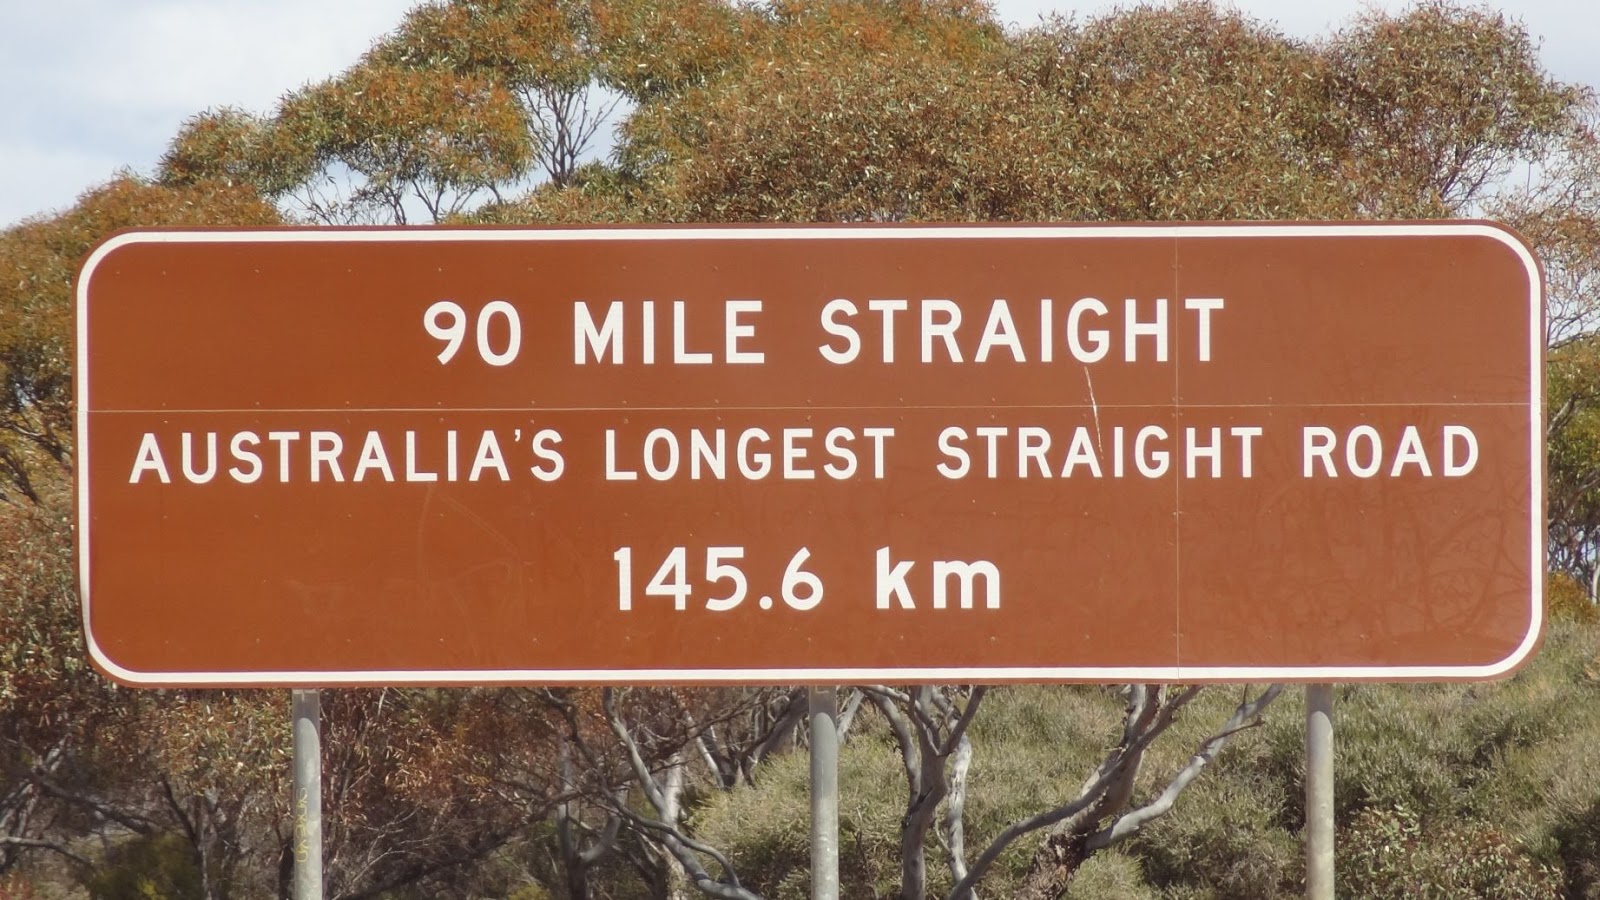 90 MILE STRAIGHT
AUSTRALIA'S LONGEST STRAIGHT ROAD
145.6 km